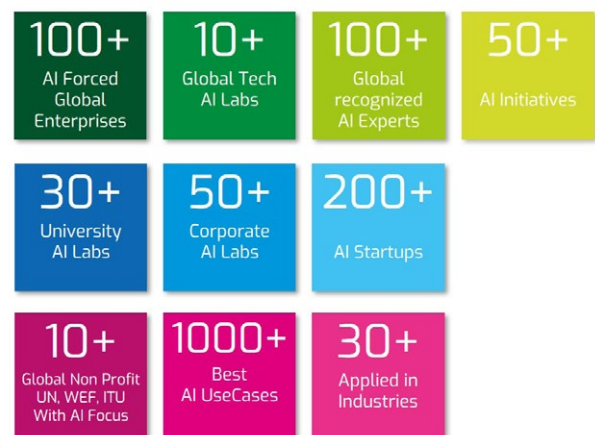 100+
AI Forced
Global
Enterprises
10+
Global Tech
AI Labs
100+
Global
recognized
AI Experts
50+
AI Initiatives
30+
University
AI Labs
50+
Corporate
AI Labs
200+
AI Startups
10+
Global Non Profit
UN, WEF, ITU
With AI Focus
1000+
Best
AI UseCases
30+
Applied in
Industries